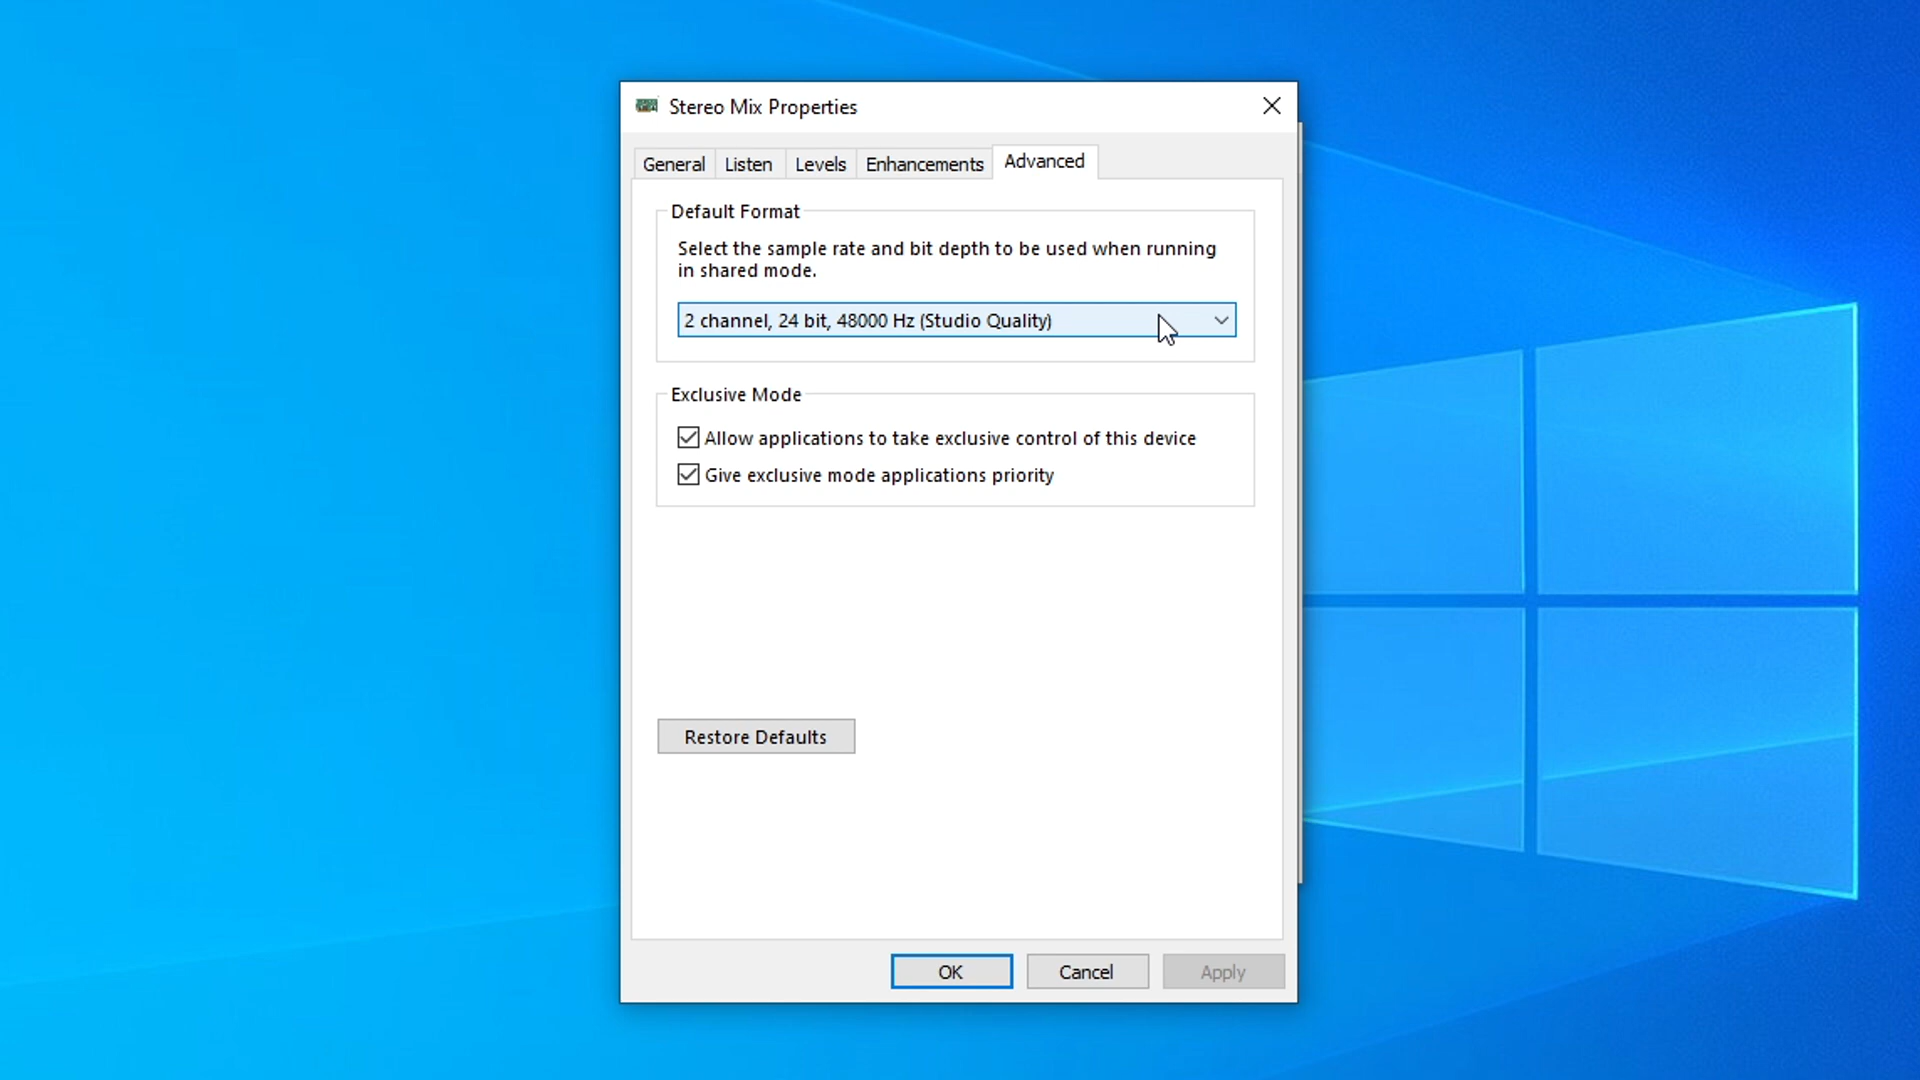 Stereo Mix Properties
General Listen Levels Enhancements Advanced
Default Format
Select the sample rate and bit depth to be used when running
in shared mode.
2 channel, 24 bit, 48000 Hz (Studio Quality)
Exclusive Mode
Allow applications to take exclusive control of this device
Give exclusive mode applications priority
Restore Defaults
OK Cancel Apply